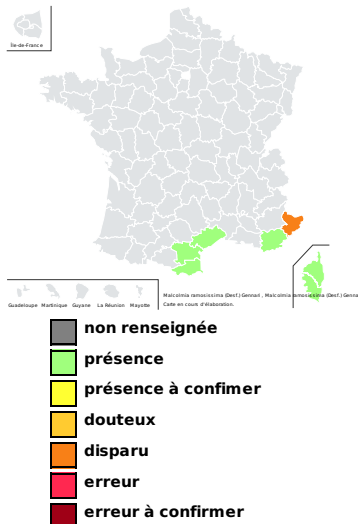 Île-de-France
Guadeloupe Martinique Guyane La Réunion Mayotte
Malcolmia ramosissima (Desf.) Gennari , Malcolmia ramosissima (Desf.) Genna
Carte en cours d'élaboration.
non renseignée
présence
présence à confimer
douteux
disparu
erreur
erreur à confirmer